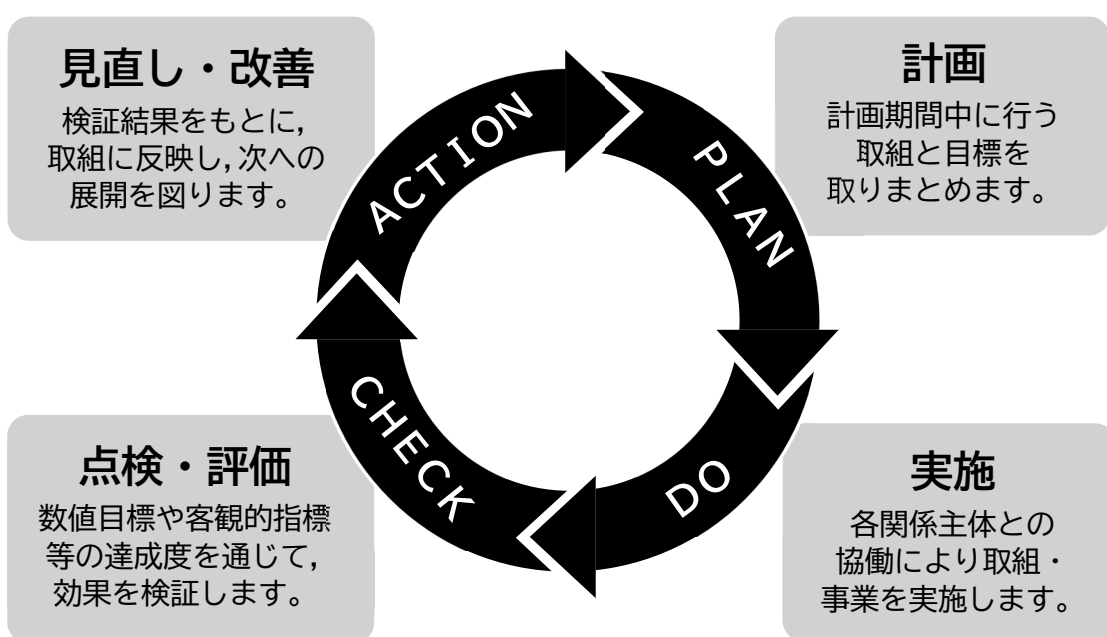 見直し・改善
検証結果をもとに,
取組に反映し,次への
展開を図ります。
ACTION
計画
計画期間中に行う
取組と目標を
取りまとめます。
PLAN
点検・評価
数値目標や客観的指標
等の達成度を通じて,
効果を検証します。
CHECK
実施
各関係主体との
協働により取組・
事業を実施します。
DO